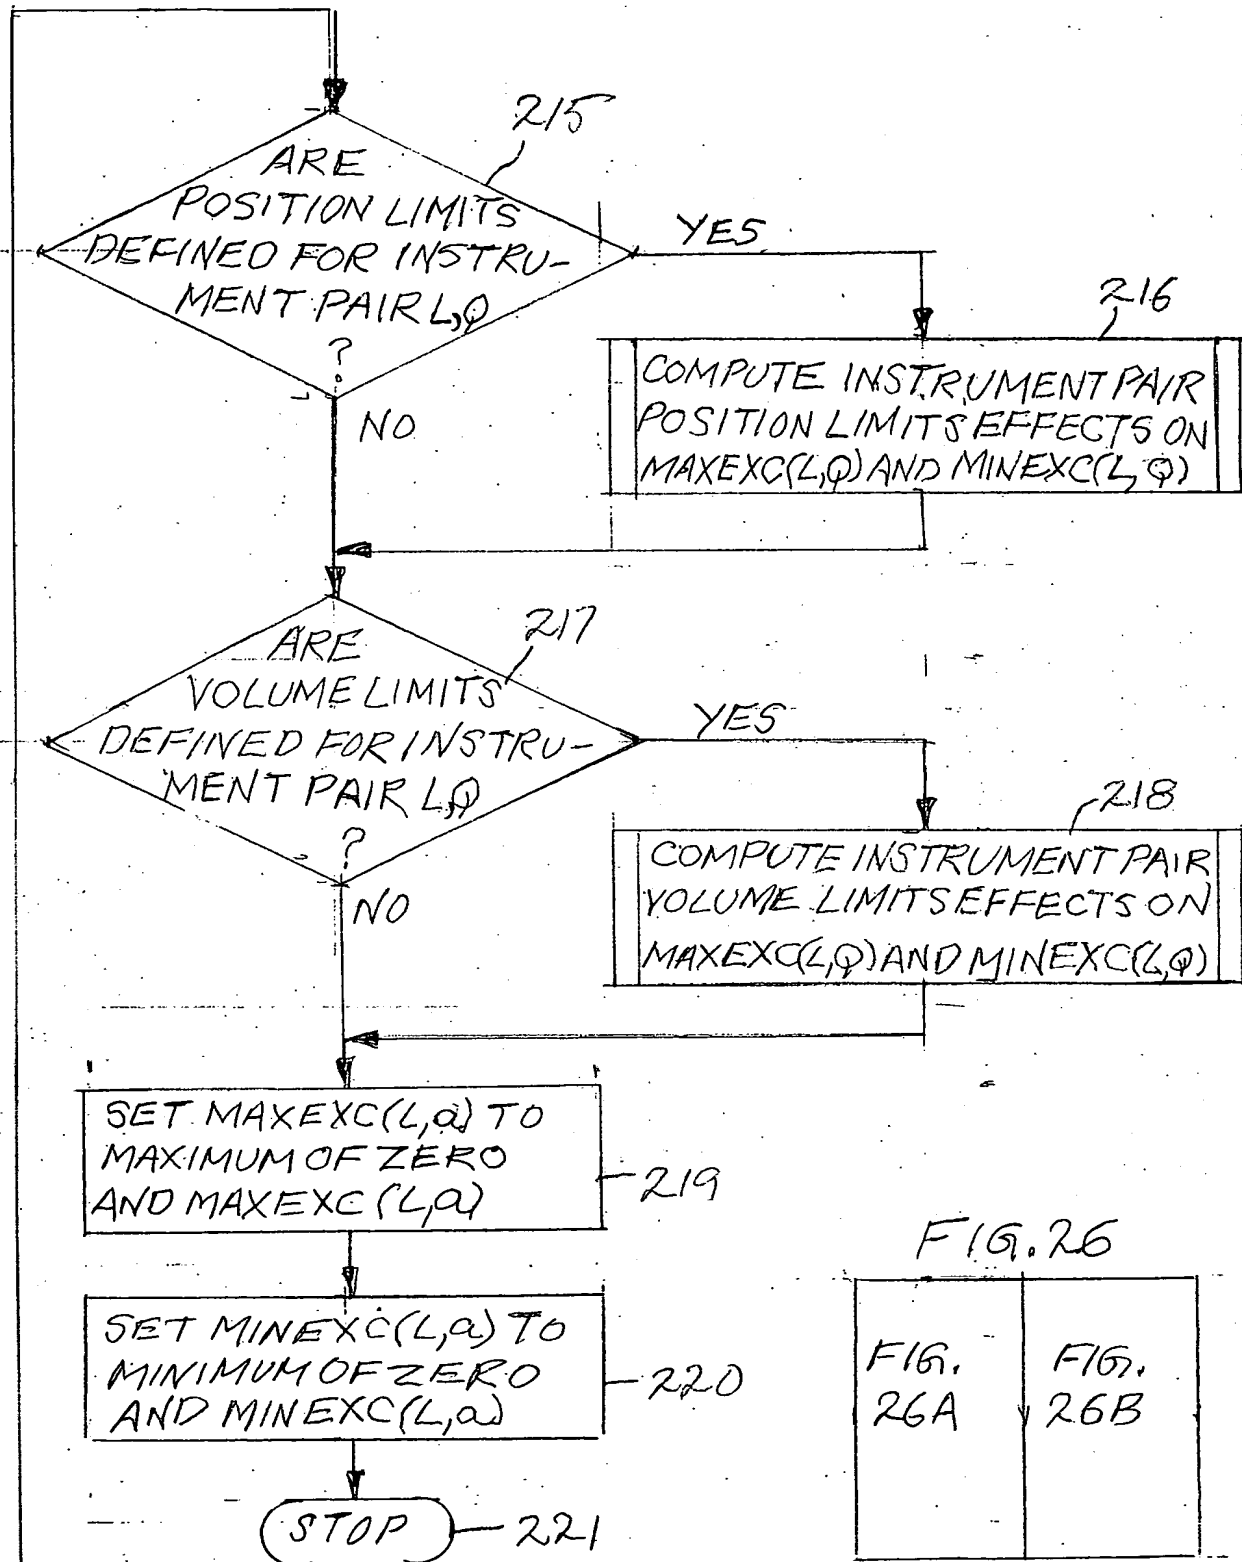 215
ARE
POSITION LIMITS
DEFINED FOR INSTRU-
MENT PAIR L,Q
?
YES
NO
216
COMPUTE INSTRUMENT PAIR
POSITION LIMITS EFFECTS ON
MAXEXC(L,Q) AND MINEXC(L,Q)
217
ARE
VOLUME LIMITS
DEFINED FOR INSTRU-
MENT PAIR L,Q
?
YES
NO
218
COMPUTE INSTRUMENT PAIR
VOLUME LIMITS EFFECTS ON
MAXEXC(L,Q) AND MINEXC(L,Q)
SET MAXEXC(L,Q) TO
MAXIMUM OF ZERO
AND MAXEXC(L,Q)
219
SET MINEXC(L,Q) TO
MINIMUM OF ZERO
AND MINEXC(L,Q)
220
STOP
221
FIG. 26
FIG.
26A
FIG.
26B